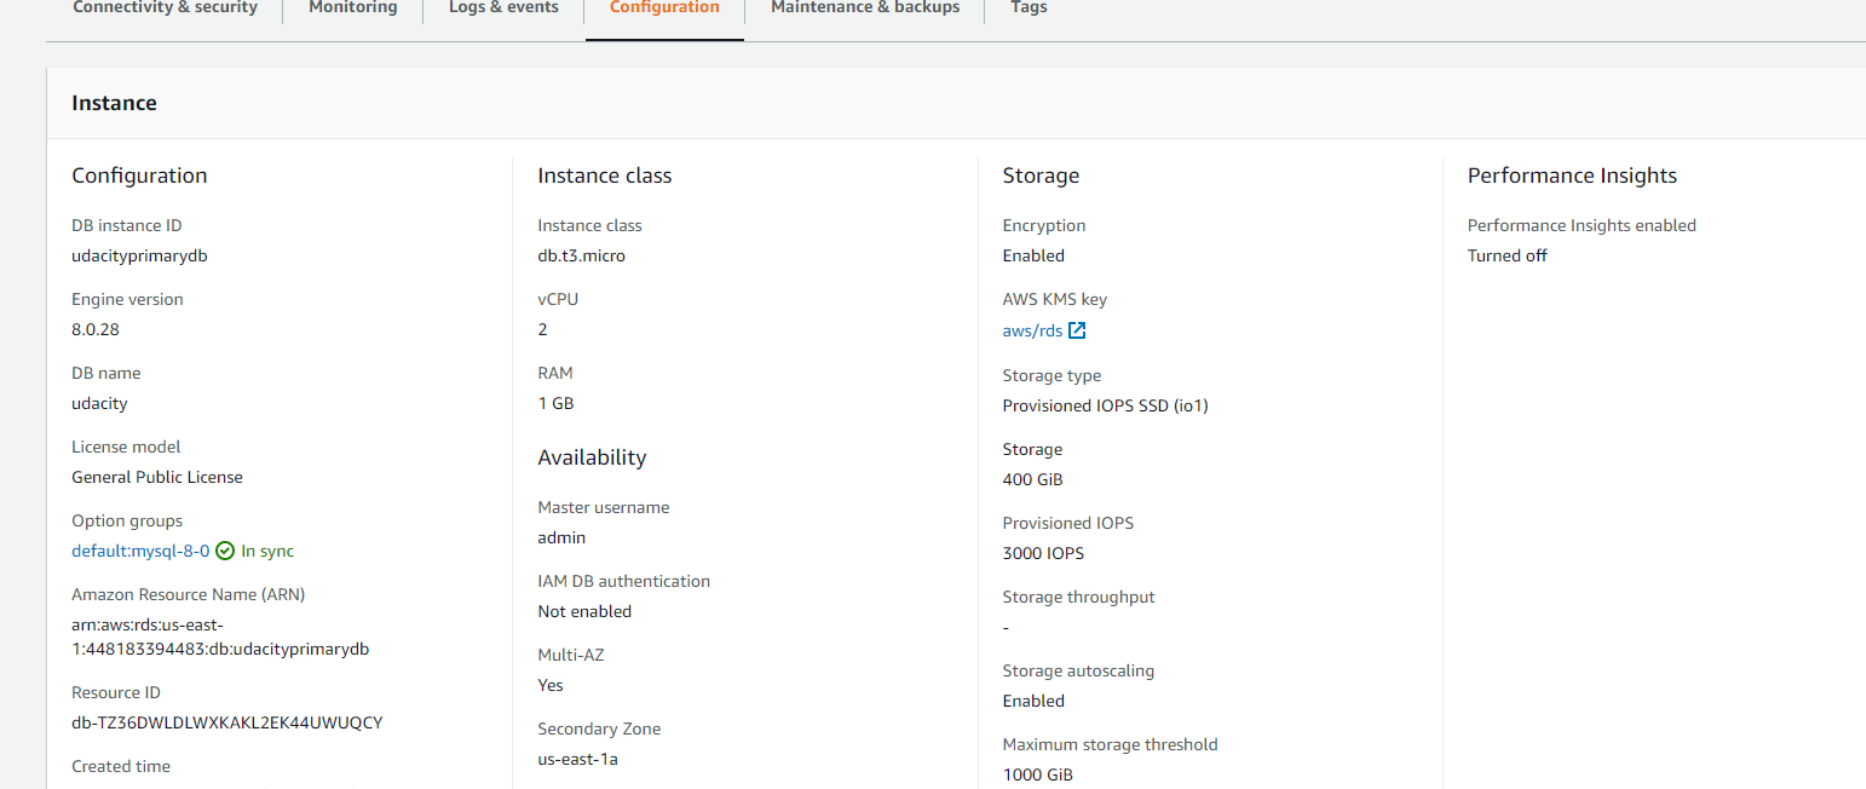 Connectivity & security
Monitoring
Logs & events
Configuration
Maintenance & backups
Tags
Instance
Configuration
DB instance ID
udacityprimarydb
Engine version
8.0.28
DB name
udacity
License model
General Public License
Option groups
default:mysql-8-0 In sync
Amazon Resource Name (ARN)
arn:aws:rds:us-east-
1:448183394483:db:udacityprimarydb
Resource ID
db-TZ36DWLDLWXKAKL2EK44UWUQCY
Created time
Instance class
Instance class
db.t3.micro
vCPU
2
RAM
1 GB
Availability
Master username
admin
IAM DB authentication
Not enabled
Multi-AZ
Yes
Secondary Zone
us-east-1a
Storage
Encryption
Enabled
AWS KMS key
aws/rds
Storage type
Provisioned IOPS SSD (io1)
Storage
400 GiB
Provisioned IOPS
3000 IOPS
Storage throughput
-
Storage autoscaling
Enabled
Maximum storage threshold
1000 GiB
Performance Insights
Performance Insights enabled
Turned off